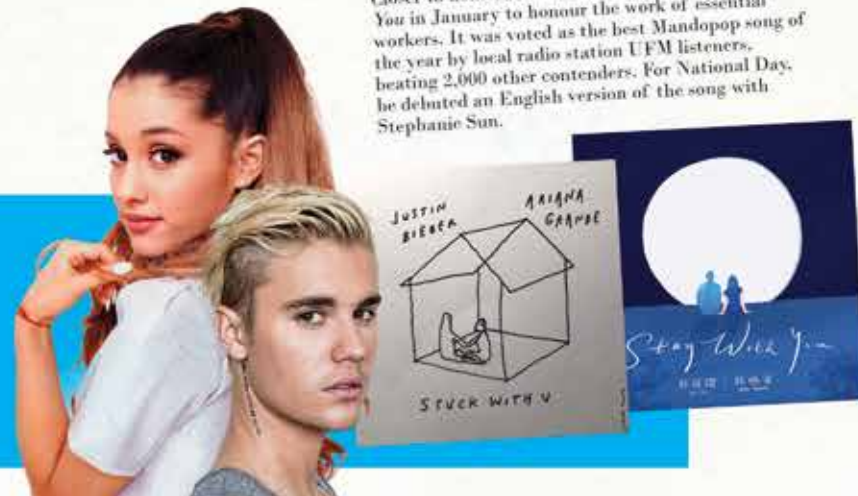 You in January to honour the work of essential
workers. It was voted as the best Mandopop song of
the year by local radio station UFM listeners,
beating 2,000 other contenders. For National Day,
he debuted an English version of the song with
Stephanie Sun.
JUSTIN
BIEBER
ARIANA
GRANDE
STUCK WITH U
Stay With You